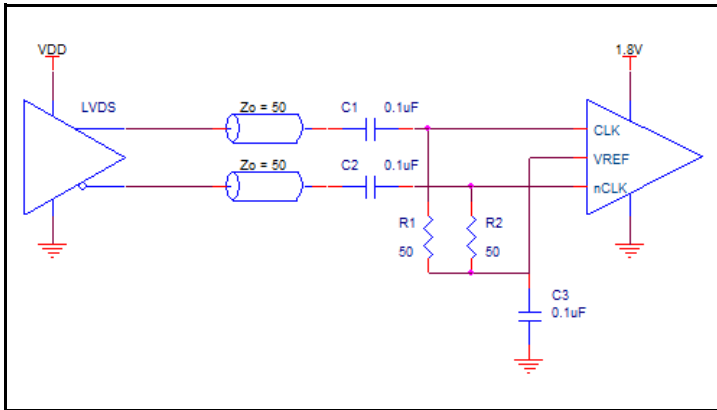 VDD
1.8V
LVDS
Zo = 50
C1
0.1uF
CLK
VREF
Zo = 50
C2
0.1uF
nCLK
R1
R2
50
50
C3
0.1uF